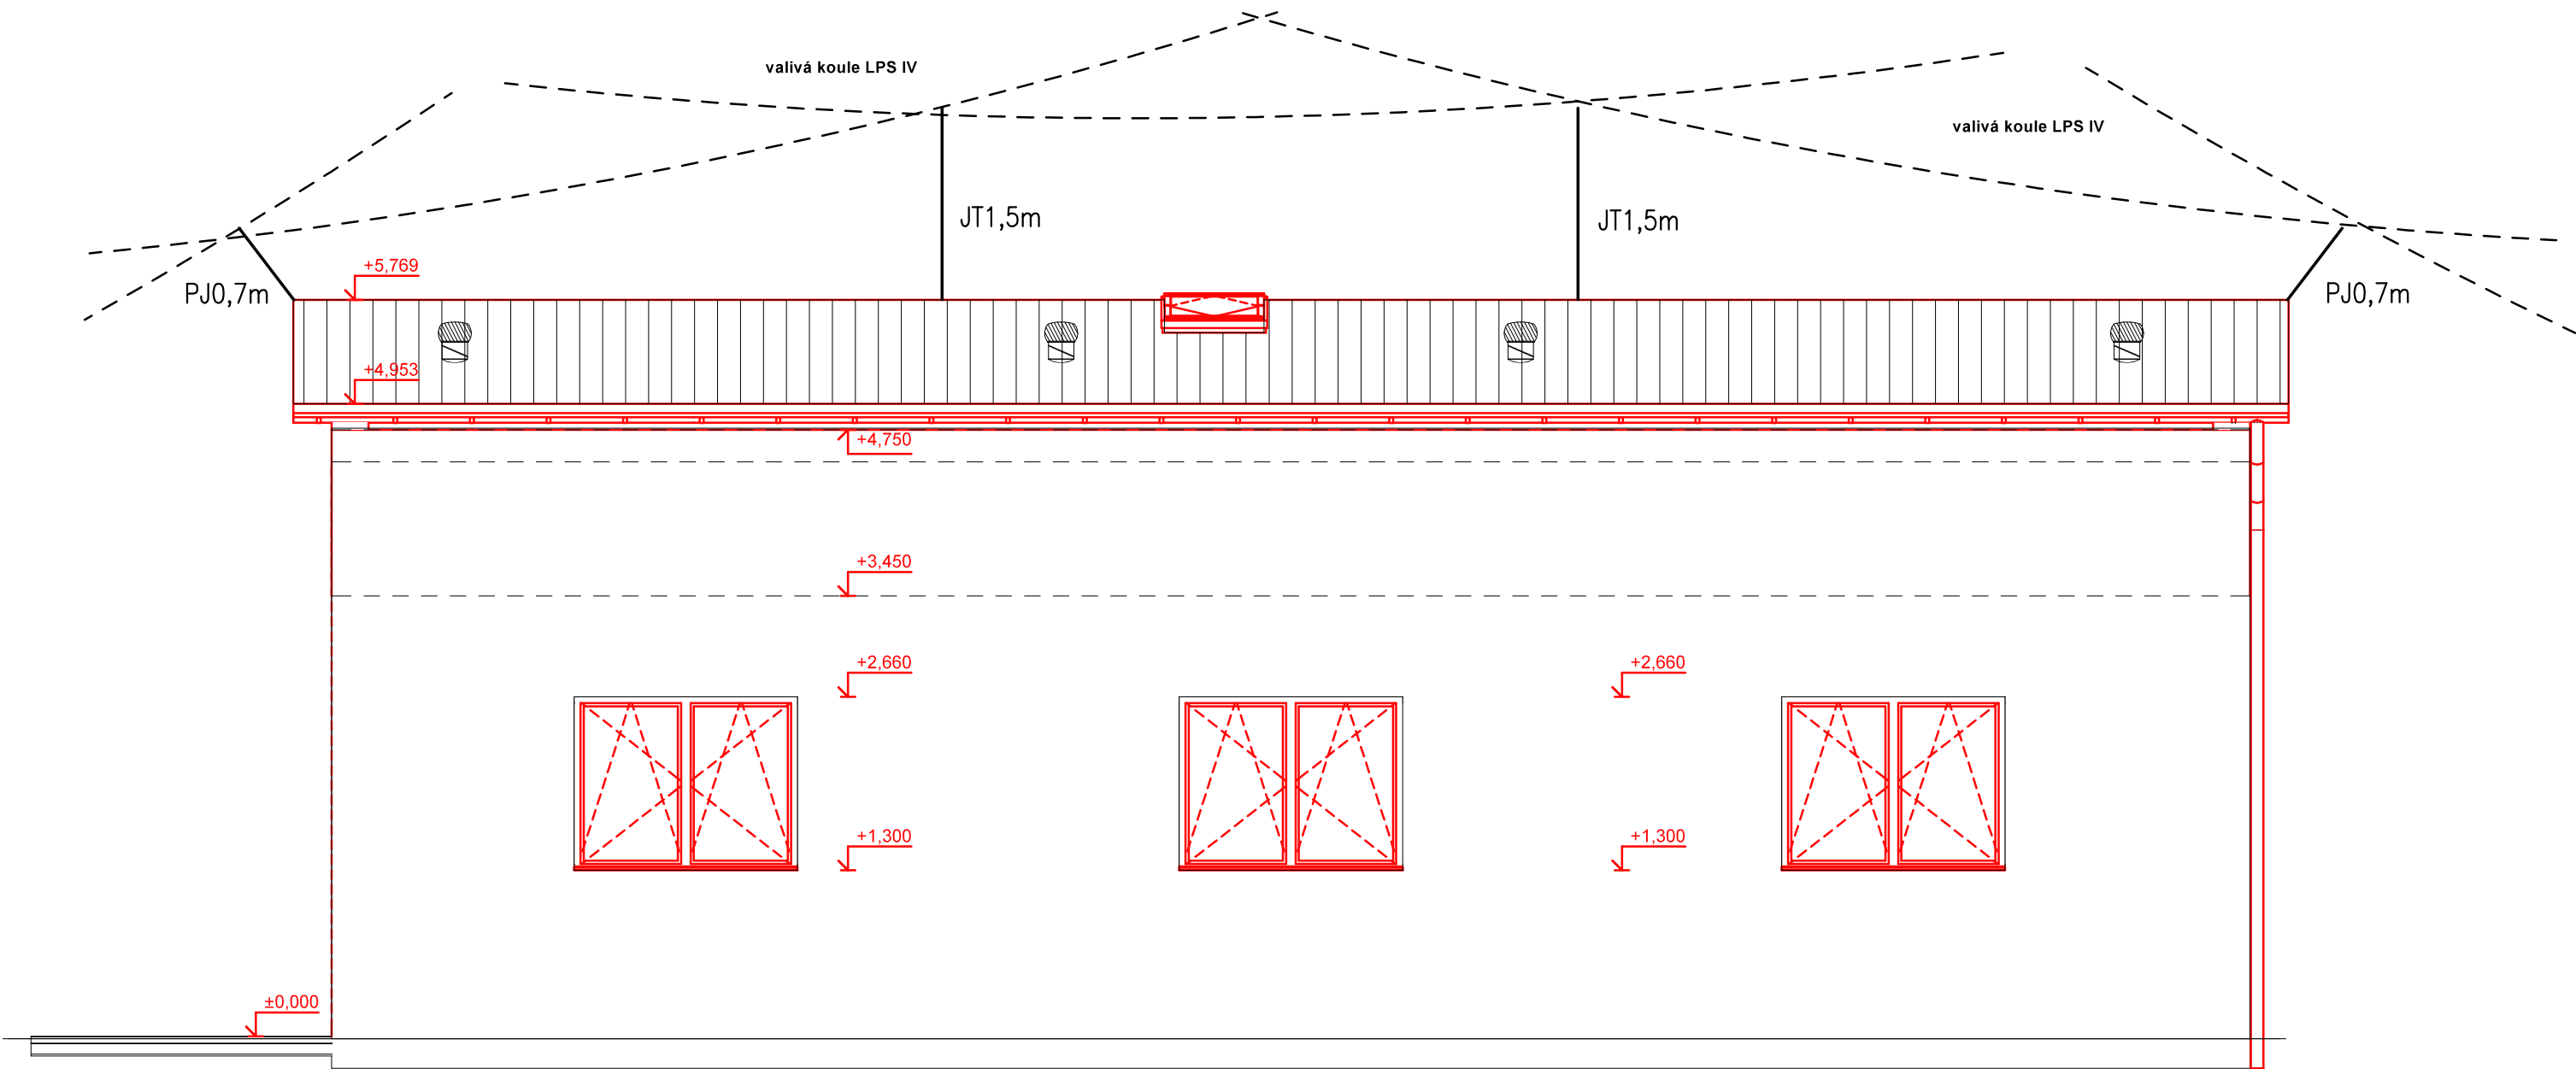 valivá koule LPS IV
valivá koule LPS IV
JT1,5m
JT1,5m
+5,769
PJ0,7m
PJ0,7m
+4,953
+4,750
+3,450
+2,660
+2,660
+1,300
+1,300
±0,000